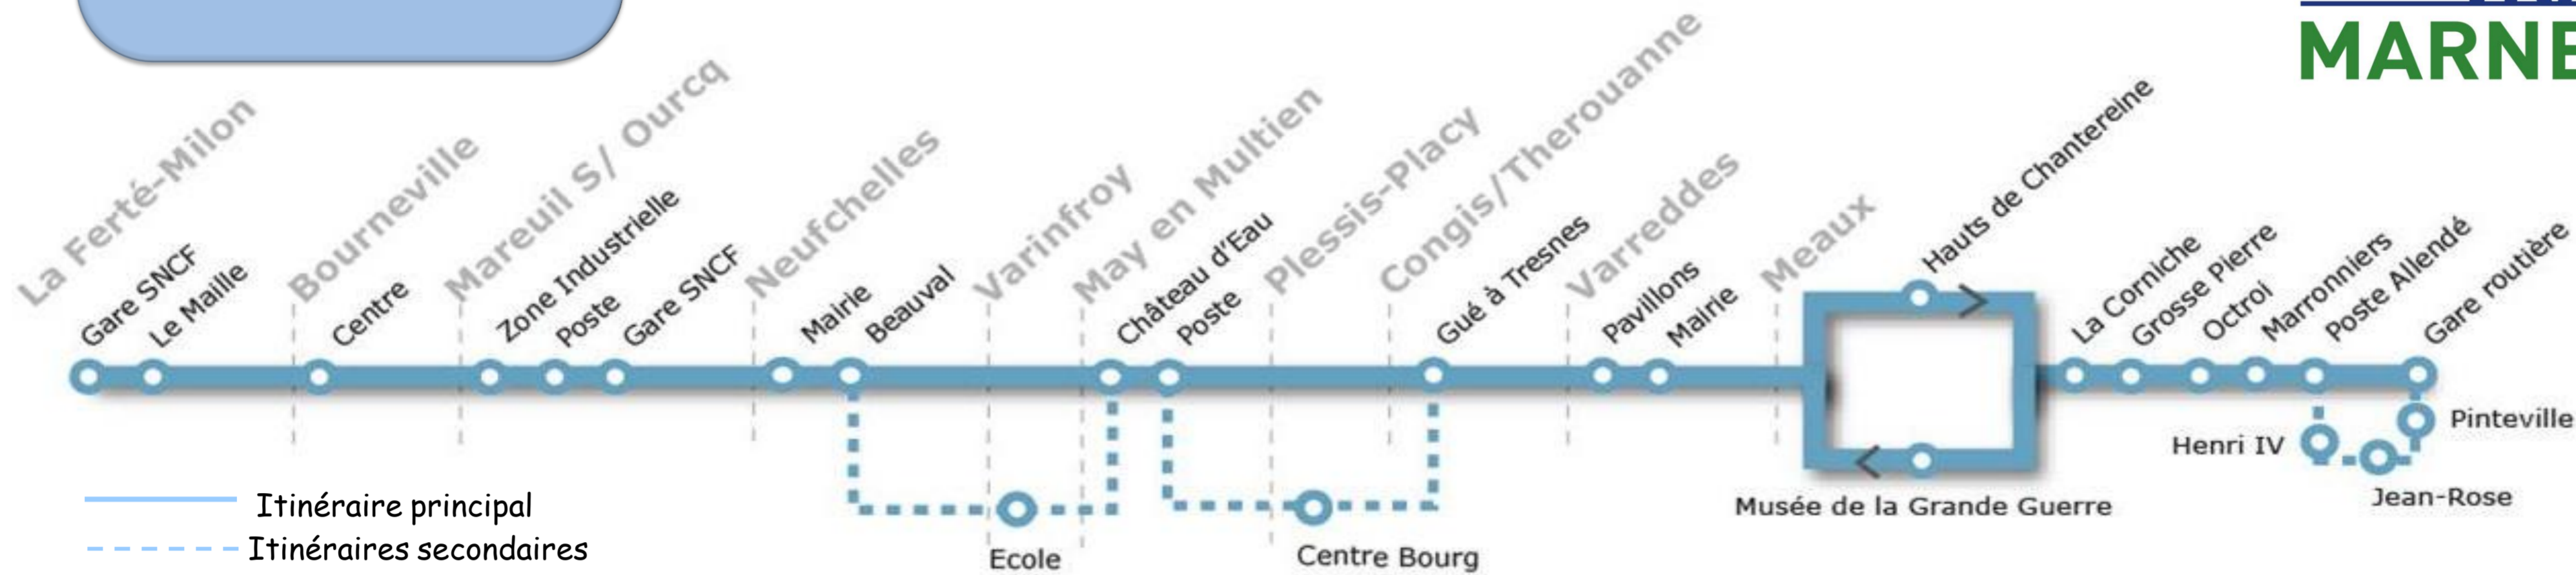 MARNE
La Ferté-Milon
Bourneville
Mareuil S/ Ourcq
Neufchelles
Varinfroy
May en Multien
Plessis-Placy
Congis/Therouanne
Varreddes
Meaux
Gare SNCF
Le Maille
Centre
Zone Industrielle
Poste
Gare SNCF
Mairie
Beauval
Château d'Eau
Poste
Gué à Tresnes
Pavillons
Mairie
Hauts de Chantereine
La Corniche
Grosse Pierre
Octroi
Marronniers
Poste Allendé
Gare routière
Pinteville
Henri IV
Jean-Rose
Musée de la Grande Guerre
Ecole
Centre Bourg
Itinéraire principal
Itinéraires secondaires